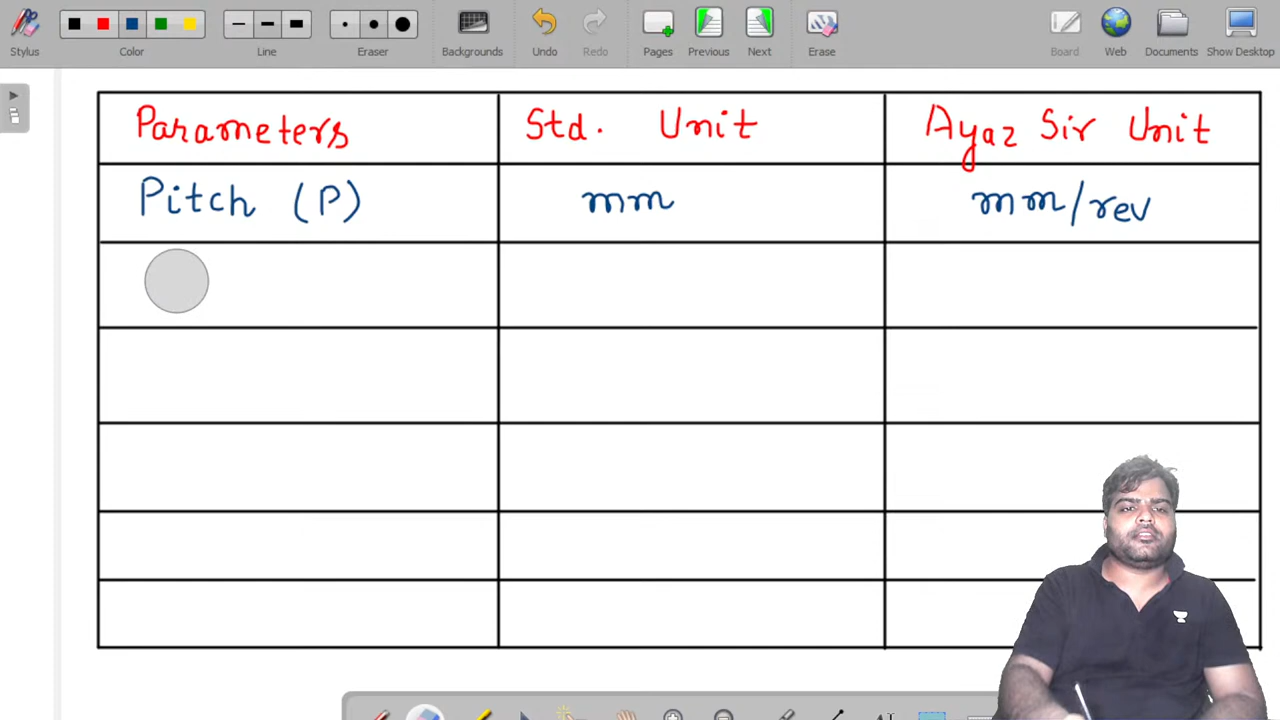 Stylus
Color
Line
Eraser
Backgrounds
Undo
Redo
Pages
Previous
Next
Erase
Board
Web
Documents
Show Desktop
Parameters Std. Unit Ayaz Sir Unit
Pitch (P) mm mm/rev